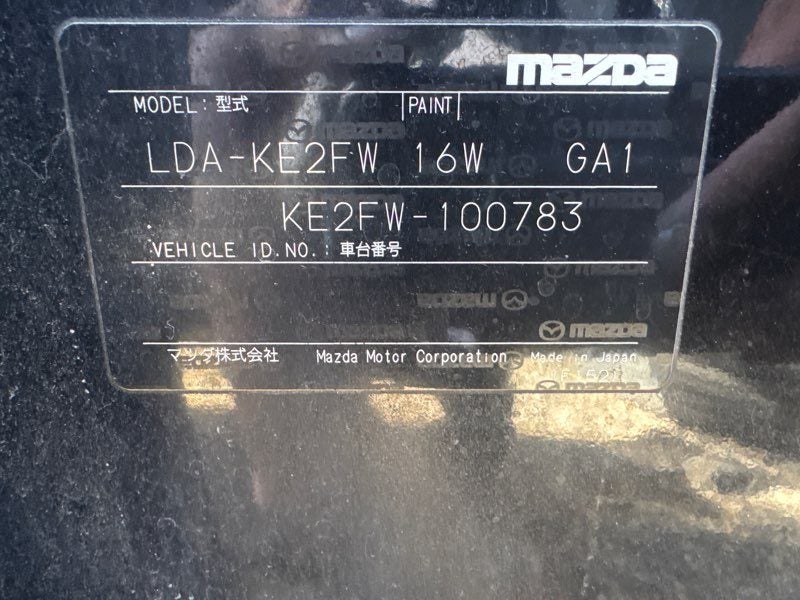 mazda
MODEL: 型式 PAINT
LDA-KE2FW 16W GA1
KE2FW-100783
VEHICLE ID.NO.: 車台番号
マツダ株式会社 Mazda Motor Corporation Made in Japan